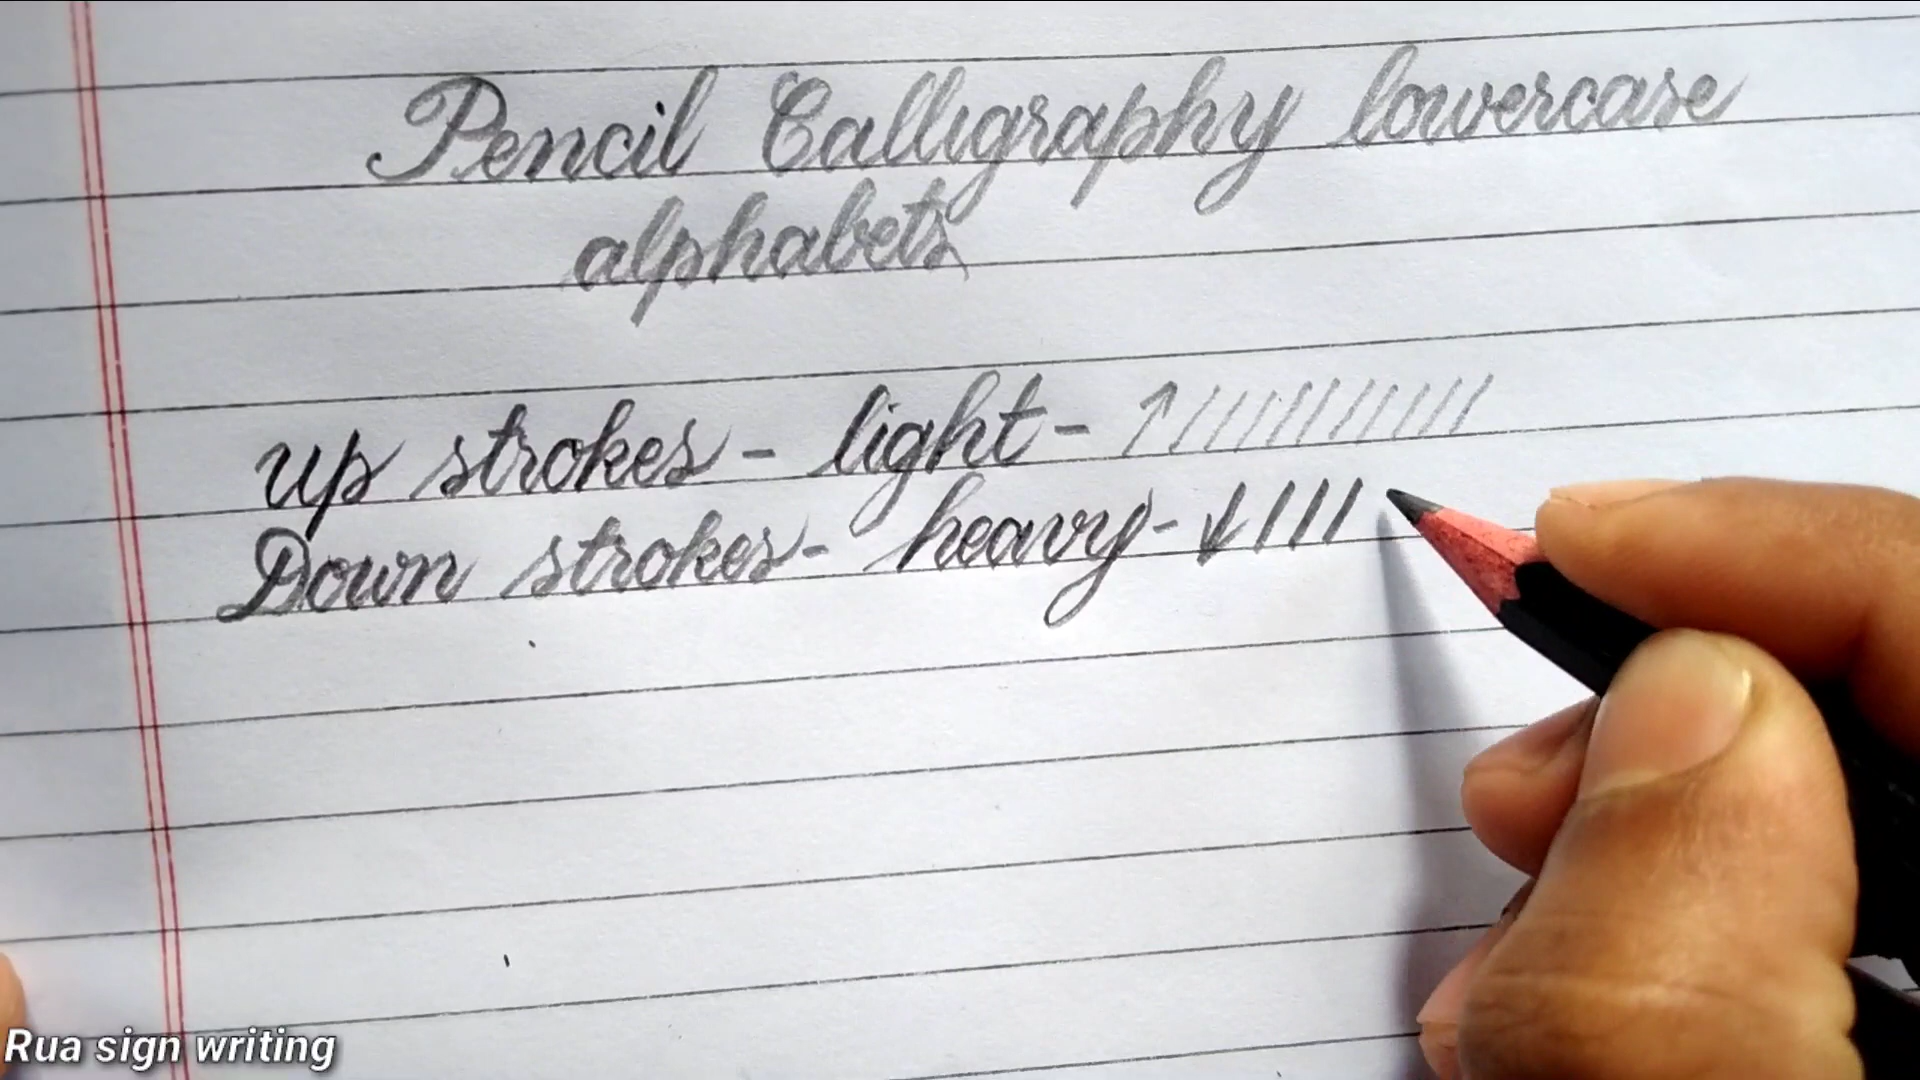 Pencil Calligraphy lowercase
alphabets
up strokes - light - ↑//////////
Down strokes - heavy - ↓///
Rua sign writing